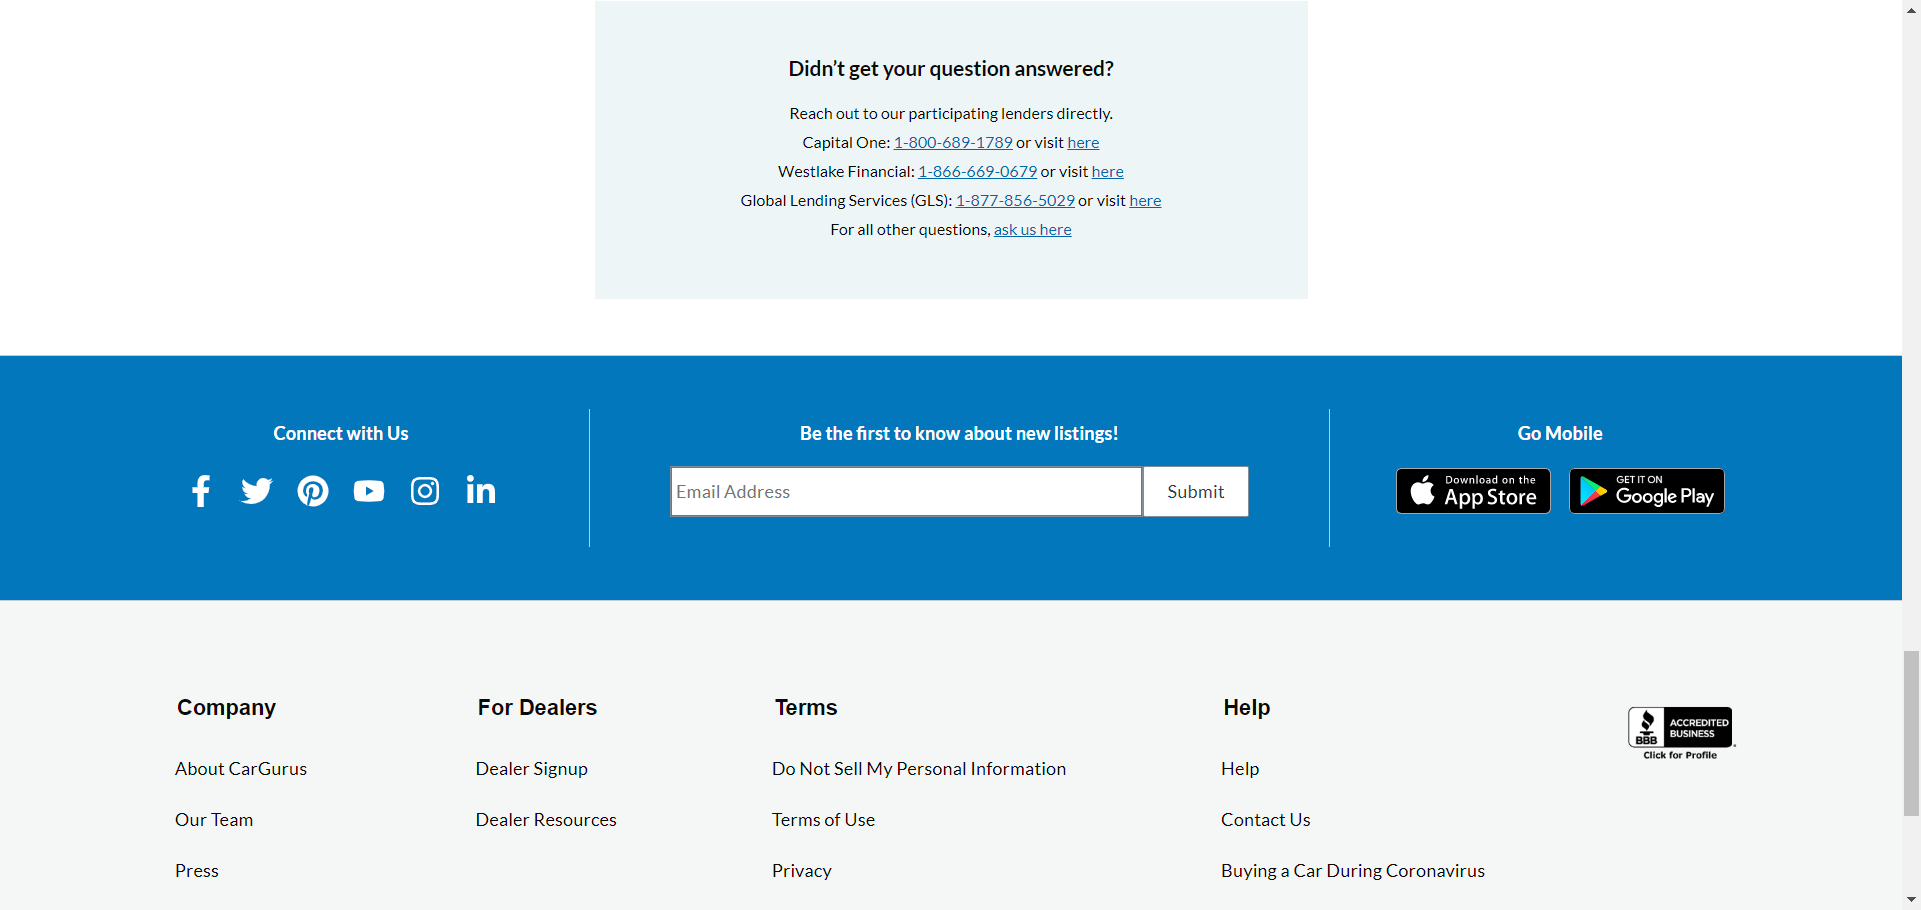 Didn’t get your question answered?
Reach out to our participating lenders directly.
Capital One: 1-800-689-1789 or visit here
Westlake Financial: 1-866-669-0679 or visit here
Global Lending Services (GLS): 1-877-856-5029 or visit here
For all other questions, ask us here
Connect with Us
Be the first to know about new listings!
Email Address
Submit
Go Mobile
Download on the
App Store
GET IT ON
Google Play
Company
About CarGurus
Our Team
Press
For Dealers
Dealer Signup
Dealer Resources
Terms
Do Not Sell My Personal Information
Terms of Use
Privacy
Help
Help
Contact Us
Buying a Car During Coronavirus
BBB
ACCREDITED
BUSINESS
Click for Profile